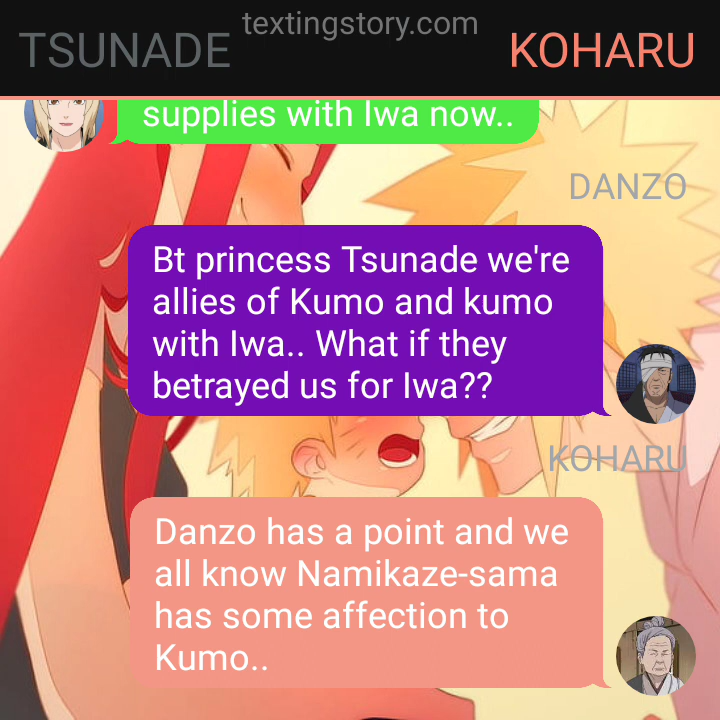 textingstory.com
TSUNADE
KOHARU
supplies with Iwa now..
DANZO
Bt princess Tsunade we're
allies of Kumo and kumo
with Iwa.. What if they
betrayed us for Iwa??
KOHARU
Danzo has a point and we
all know Namikaze-sama
has some affection to
Kumo..